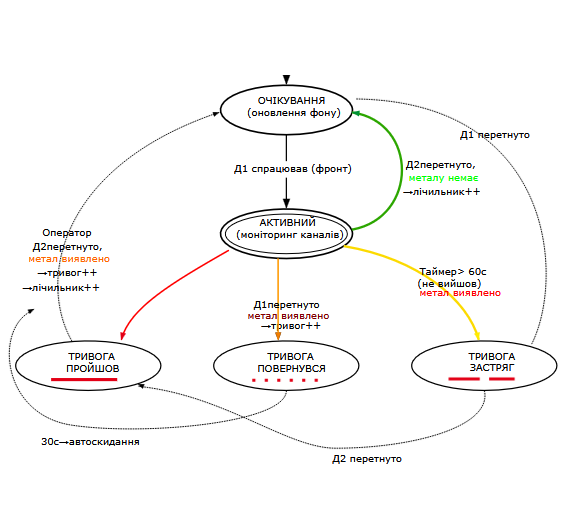 ОЧІКУВАННЯ
(оновлення фону)
Д1 перетнуто
Д1 спрацював (фронт)
Д2перетнуто,
металу немає
→лічильник++
АКТИВНИЙ
(моніторинг каналів)
Оператор
Д2перетнуто,
метал виявлено
→тривог++
→лічильник++
Таймер> 60с
(не вийшов)
метал виявлено
Д1перетнуто
метал виявлено
→тривог++
ТРИВОГА
ПРОЙШОВ
ТРИВОГА
ПОВЕРНУВСЯ
ТРИВОГА
ЗАСТРЯГ
30с→автоскидання
Д2 перетнуто